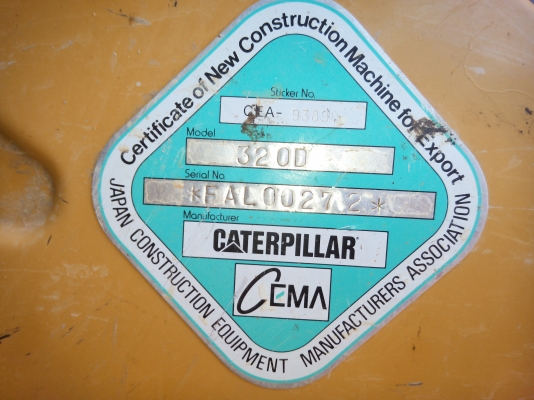 Certificate of New Construction Machine for Export
Sticker No.
CEA-
Model
320D
Serial No
*FAL00272*
Manufacturer
CATERPILLAR
CEMA
JAPAN CONSTRUCTION EQUIPMENT MANUFACTURERS ASSOCIATION